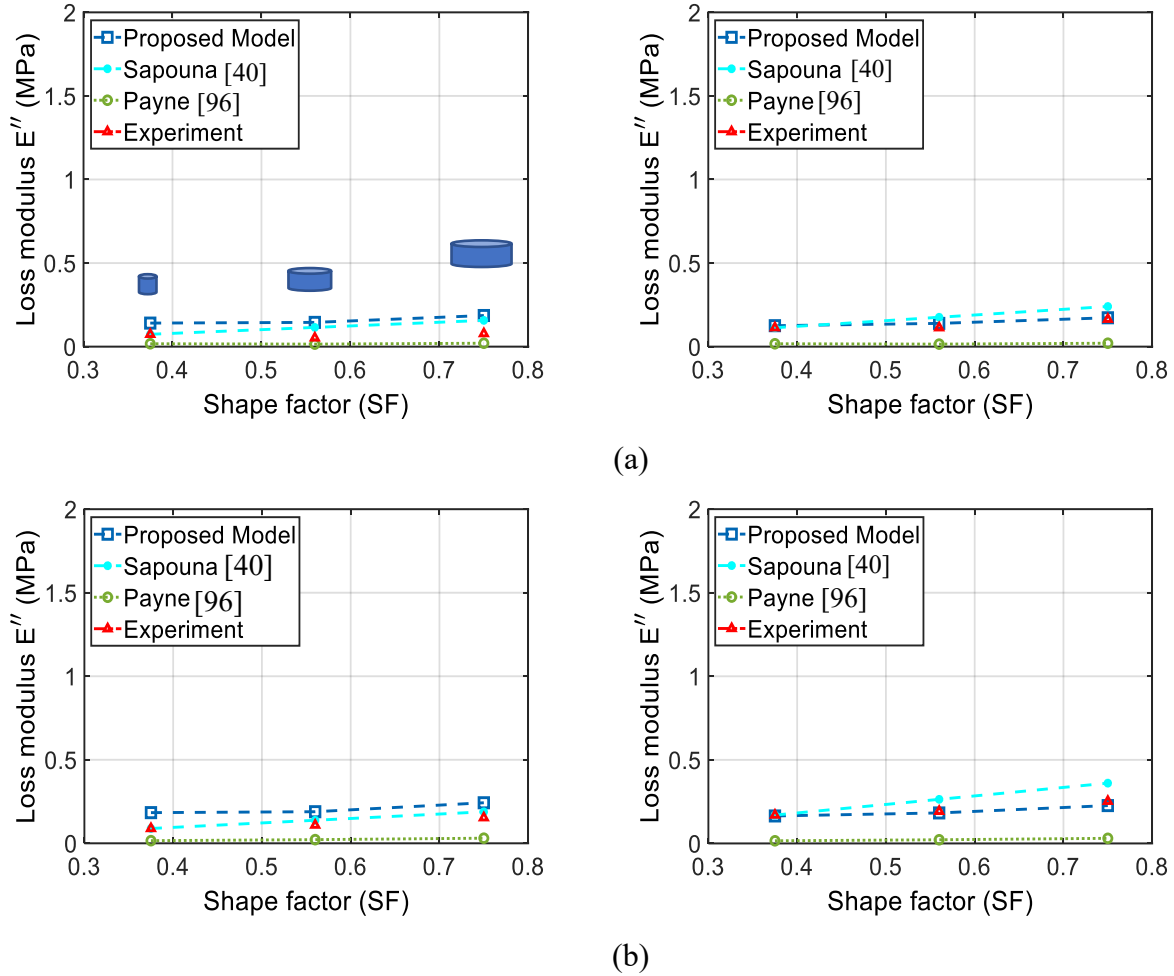 2
1.5
1
0.5
0
Loss modulus E′′ (MPa)
Proposed Model
Sapouna [40]
Payne [96]
Experiment
0.3 0.4 0.5 0.6 0.7 0.8
Shape factor (SF)
2
1.5
1
0.5
0
Loss modulus E′′ (MPa)
Proposed Model
Sapouna [40]
Payne [96]
Experiment
0.3 0.4 0.5 0.6 0.7 0.8
Shape factor (SF)
(a)
2
1.5
1
0.5
0
Loss modulus E′′ (MPa)
Proposed Model
Sapouna [40]
Payne [96]
Experiment
0.3 0.4 0.5 0.6 0.7 0.8
Shape factor (SF)
2
1.5
1
0.5
0
Loss modulus E′′ (MPa)
Proposed Model
Sapouna [40]
Payne [96]
Experiment
0.3 0.4 0.5 0.6 0.7 0.8
Shape factor (SF)
(b)